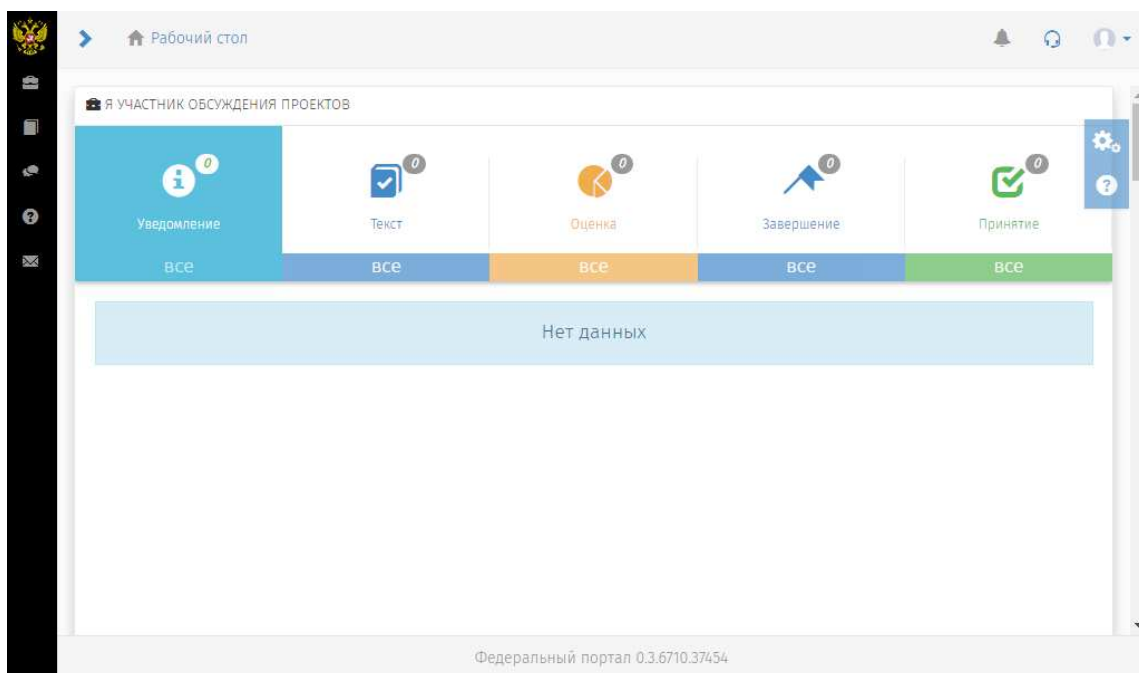 Рабочий стол
Я УЧАСТНИК ОБСУЖДЕНИЯ ПРОЕКТОВ
0 0 0 0 0
Уведомление Текст Оценка Завершение Принятие
все все все все все
Нет данных
Федеральный портал 0.3.6710.37454